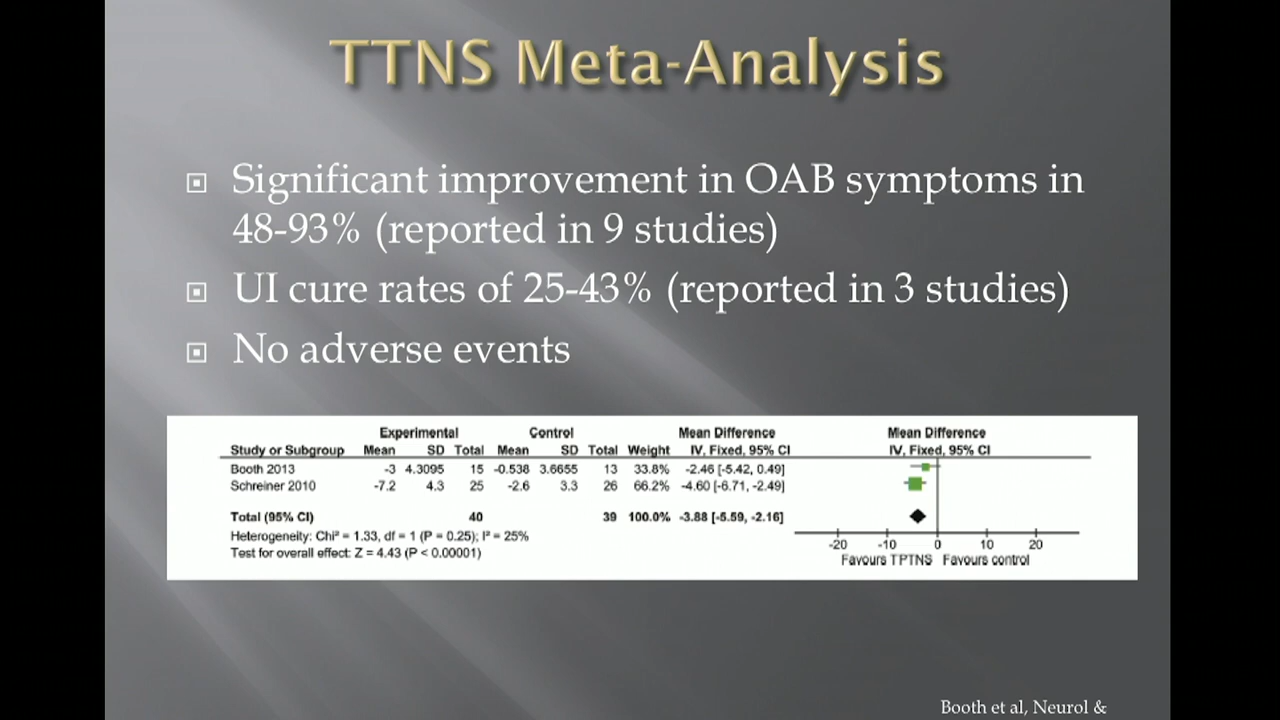 TTNS Meta-Analysis
Significant improvement in OAB symptoms in
48-93% (reported in 9 studies)
UI cure rates of 25-43% (reported in 3 studies)
No adverse events
Experimental Control Mean Difference Mean Difference
Study or Subgroup Mean SD Total Mean SD Total Weight IV, Fixed, 95% CI IV, Fixed, 95% CI
Booth 2013 -3 4.3095 15 -0.538 3.6655 13 33.8% -2.46 [-5.42, 0.49]
Schreiner 2010 -7.2 4.3 25 -2.6 3.3 26 66.2% -4.60 [-6.71, -2.49]
Total (95% CI) 40 39 100.0% -3.88 [-5.59, -2.16]
Heterogeneity: Chi² = 1.33, df = 1 (P = 0.25); I² = 25%
Test for overall effect: Z = 4.43 (P < 0.00001)
-20 -10 0 10 20
Favours TPTNS Favours control
Booth et al, Neurol &